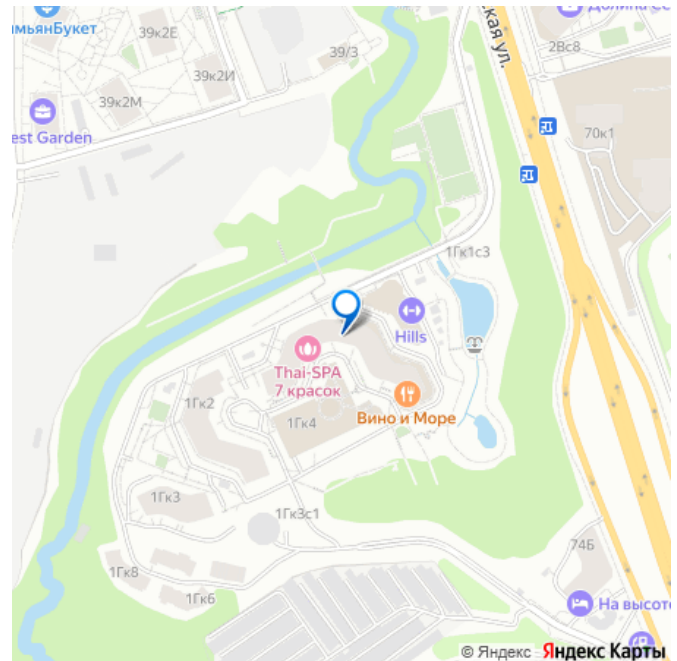 мьянБукет
39к2Е
39к2И
39/3
39к2М
est Garden
ская ул.
2Вс8
70к1
1Гк1с3
Hills
Thai-SPA
7 красок
Вино и Море
1Гк2
1Гк4
1Гк3
1Гк3с1
1Гк8
1Гк6
74Б
На высоте
© Яндекс Яндекс Карты